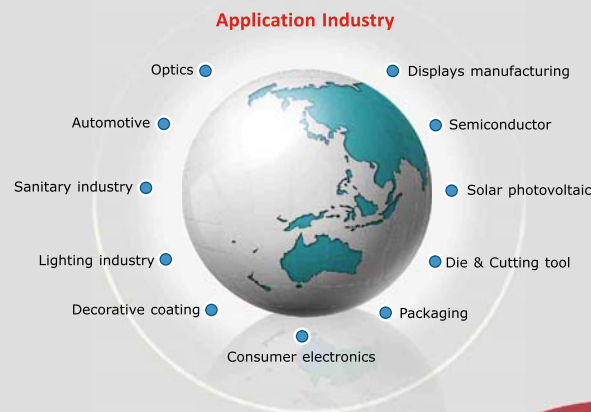 Application Industry
Optics
Displays manufacturing
Automotive
Semiconductor
Sanitary industry
Solar photovoltaic
Lighting industry
Die & Cutting tool
Decorative coating
Packaging
Consumer electronics